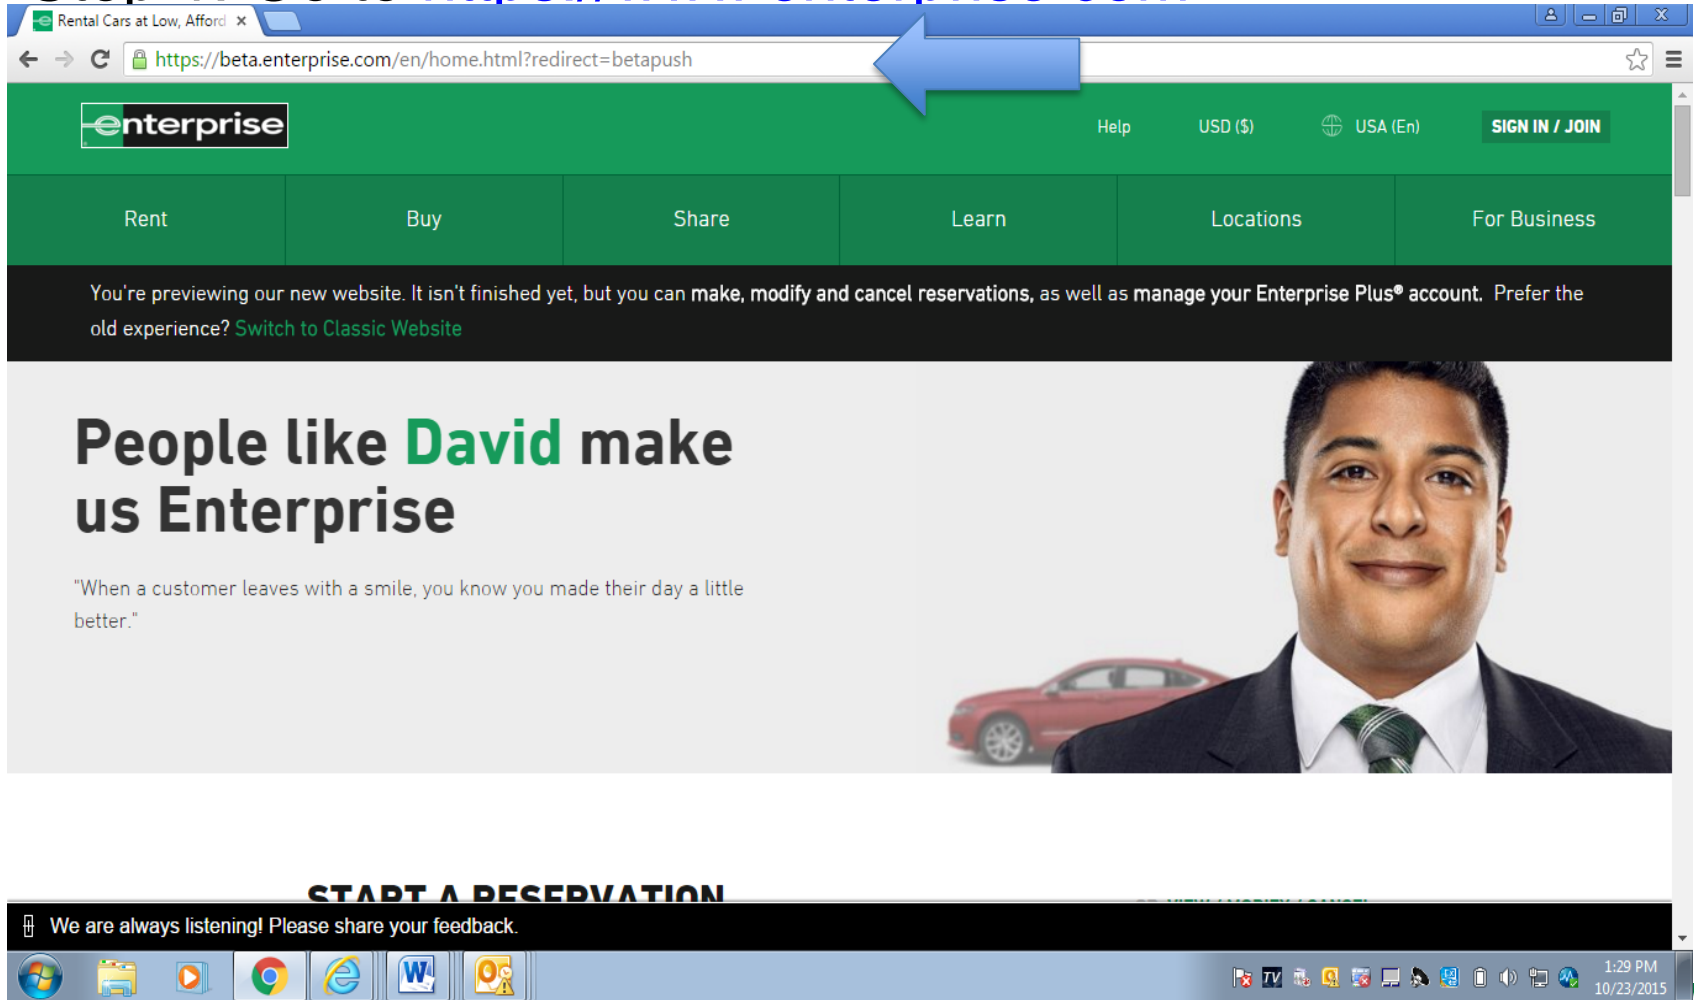 Rental Cars at Low, Afford
https://beta.enterprise.com/en/home.html?redirect=betapush
enterprise
Help USD ($) USA (En) SIGN IN / JOIN
Rent Buy Share Learn Locations For Business
You're previewing our new website. It isn't finished yet, but you can make, modify and cancel reservations, as well as manage your Enterprise Plus® account. Prefer the
old experience? Switch to Classic Website
People like David make
us Enterprise
"When a customer leaves with a smile, you know you made their day a little
better."
START A RESERVATION
We are always listening! Please share your feedback.
1:29 PM
10/23/2015